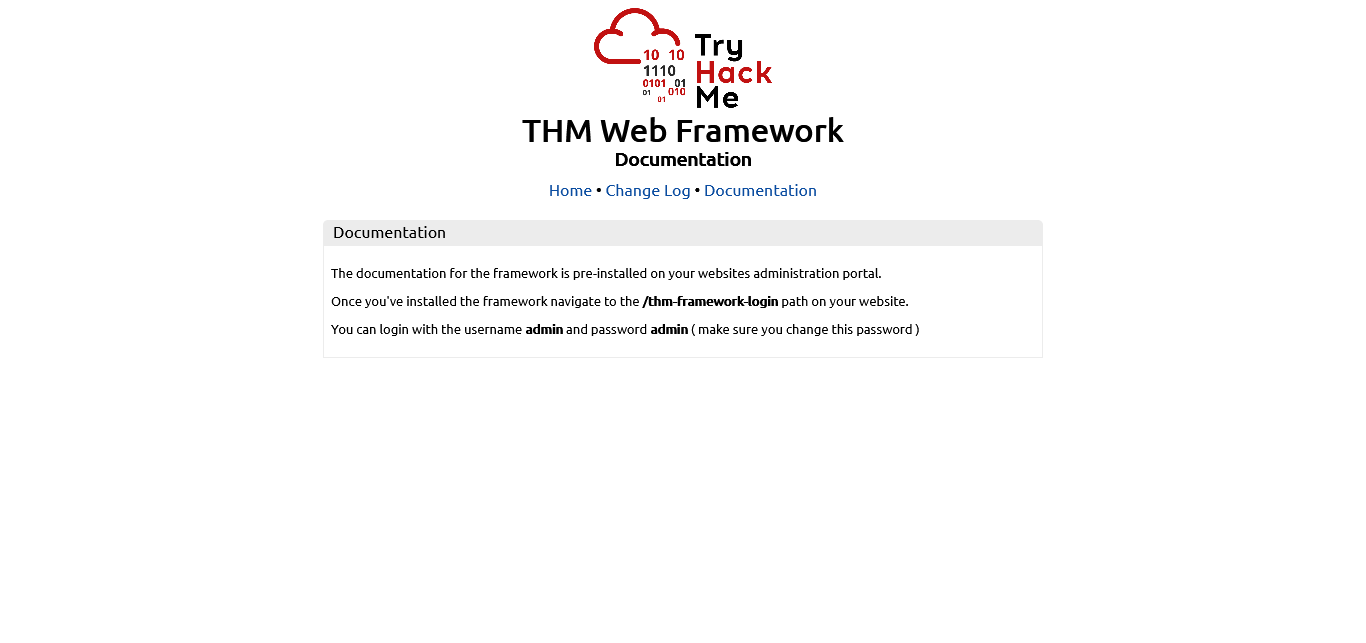 10 10
1110
0101 01
01 010
01
Try
Hack
Me
THM Web Framework
Documentation
Home • Change Log • Documentation
Documentation
The documentation for the framework is pre-installed on your websites administration portal.
Once you've installed the framework navigate to the /thm-framework-login path on your website.
You can login with the username admin and password admin ( make sure you change this password )